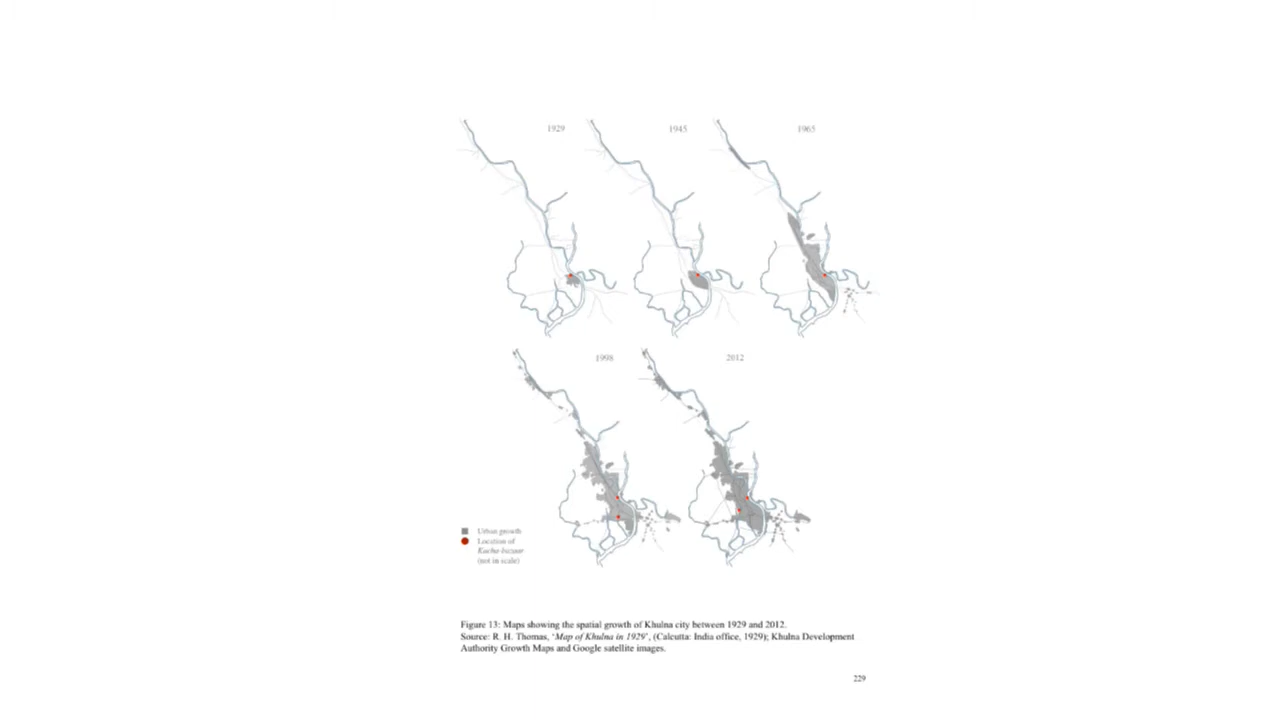 1929
1945
1965
1998
2012
Urban growth
Location of
Kacha-bazaar
(not in scale)
Figure 13: Maps showing the spatial growth of Khulna city between 1929 and 2012.
Source: R. H. Thomas, ‘Map of Khulna in 1929’, (Calcutta: India office, 1929); Khulna Development
Authority Growth Maps and Google satellite images.
229